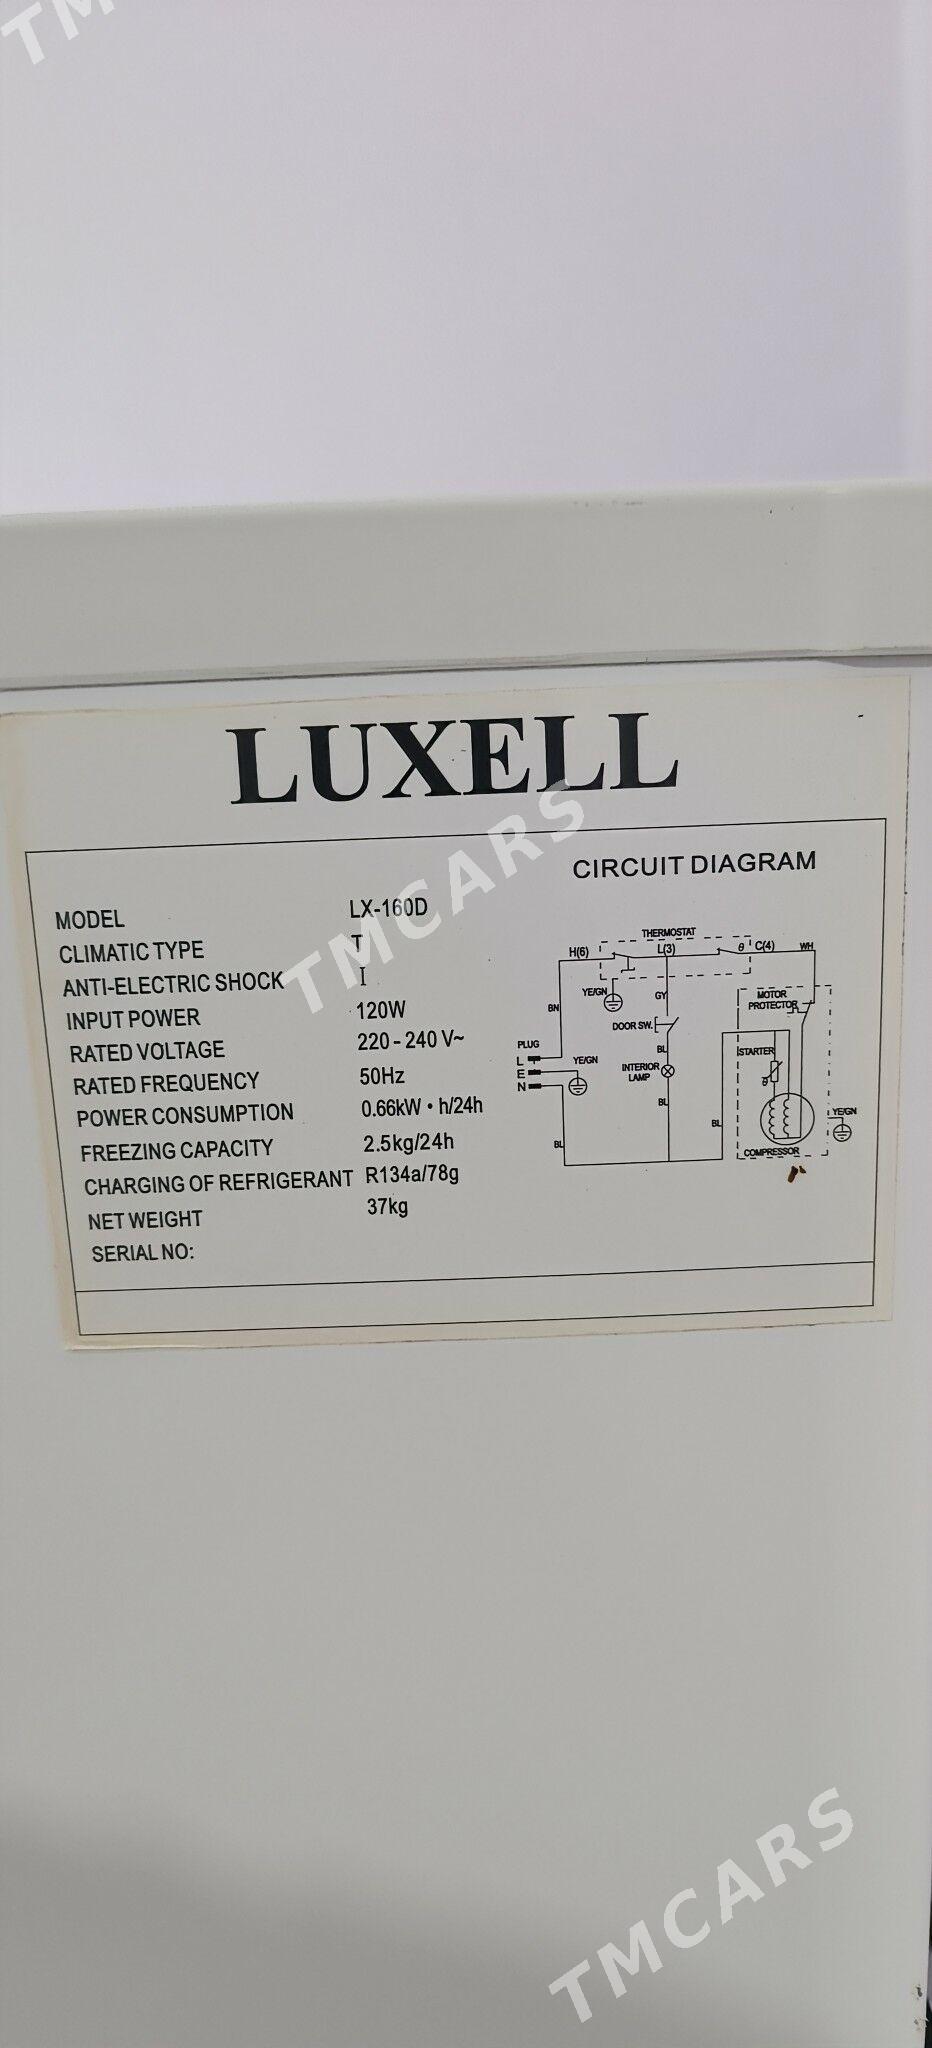 TM
LUXELL
MODEL LX-160D
CLIMATIC TYPE T
ANTI-ELECTRIC SHOCK I
INPUT POWER 120W
RATED VOLTAGE 220 - 240 V~
RATED FREQUENCY 50Hz
POWER CONSUMPTION 0.66kW • h/24h
FREEZING CAPACITY 2.5kg/24h
CHARGING OF REFRIGERANT R134a/78g
NET WEIGHT 37kg
SERIAL NO:
CIRCUIT DIAGRAM
THERMOSTAT
H(6) L(3) θ C(4) WH
YE/GN
BN
GY
MOTOR
PROTECTOR
DOOR SW.
PLUG
L
E
N
YE/GN
BL
INTERIOR
LAMP
STARTER
θ
BL
BL
BL
YE/GN
BL
COMPRESSOR
TMCARS
TMCARS